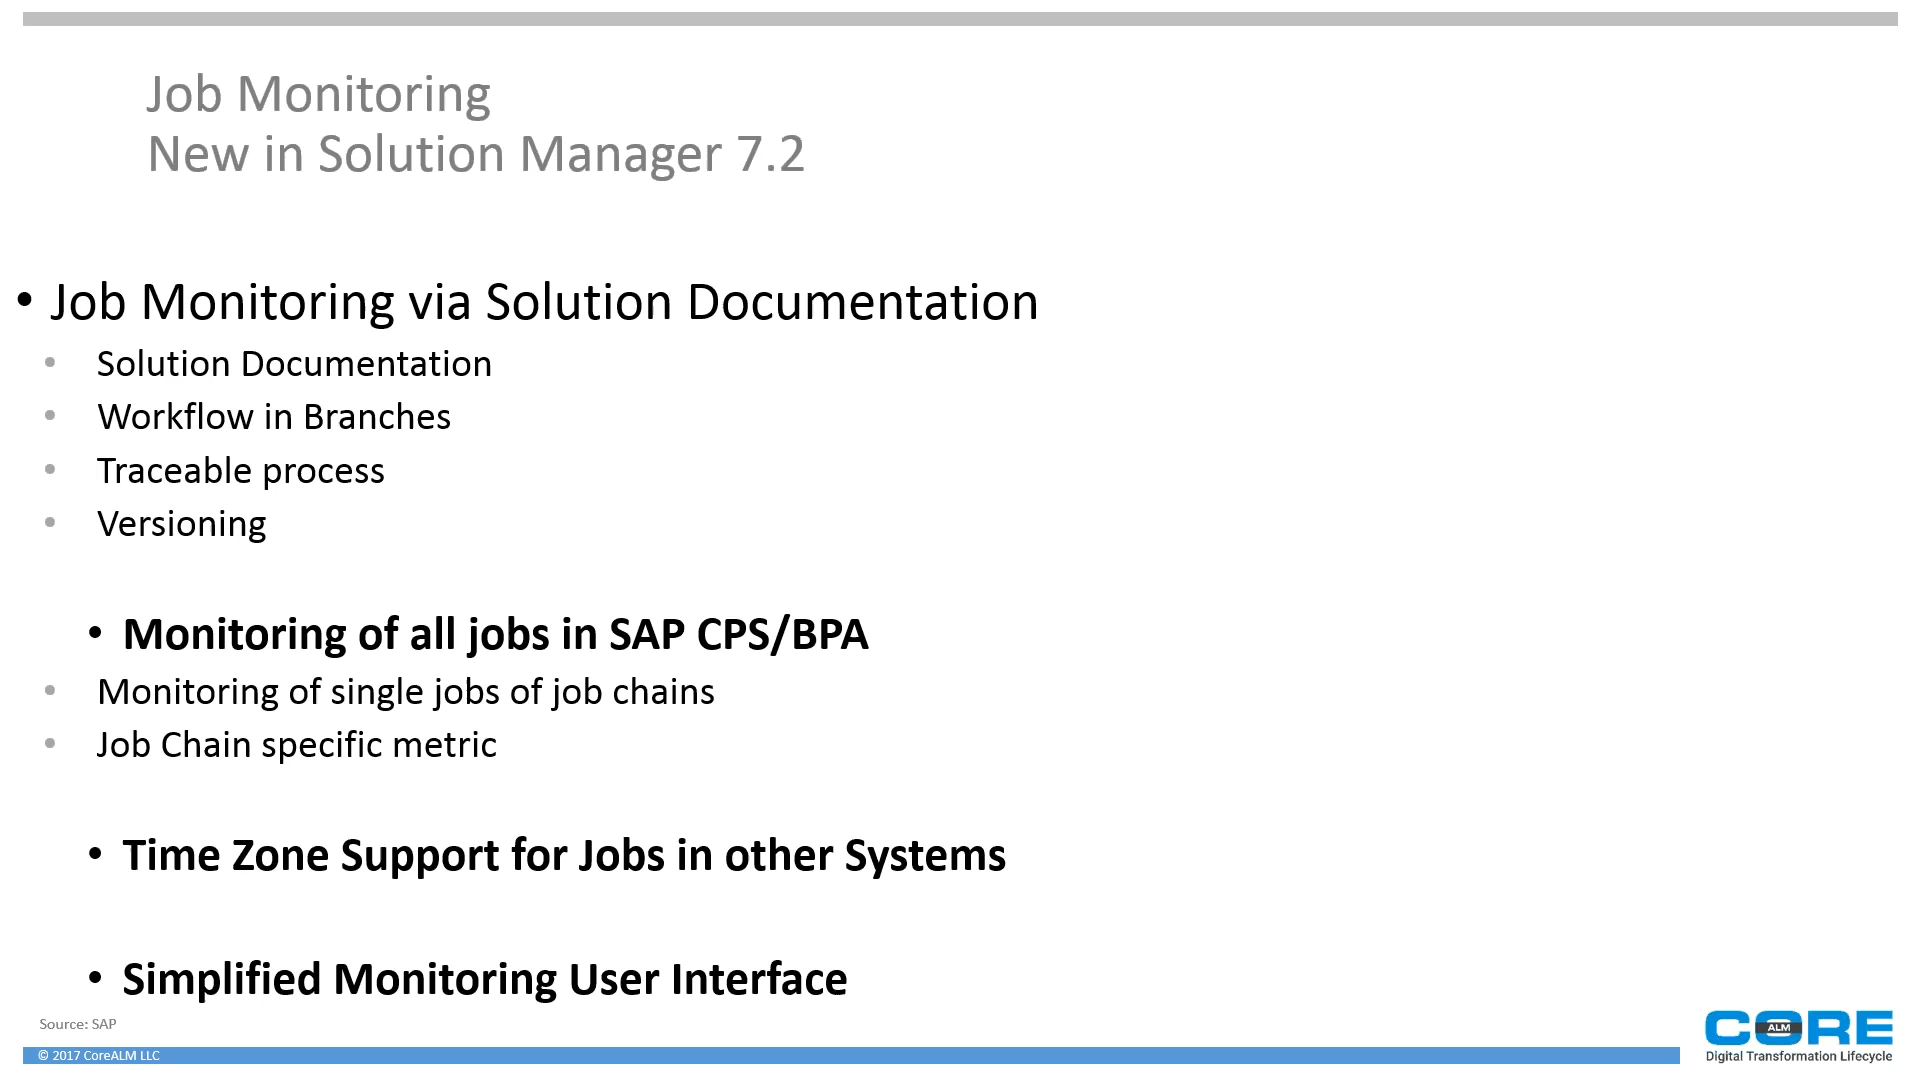 Job Monitoring
New in Solution Manager 7.2
• Job Monitoring via Solution Documentation
• Solution Documentation
• Workflow in Branches
• Traceable process
• Versioning
• Monitoring of all jobs in SAP CPS/BPA
• Monitoring of single jobs of job chains
• Job Chain specific metric
• Time Zone Support for Jobs in other Systems
• Simplified Monitoring User Interface
Source: SAP
© 2017 CoreALM LLC
CORE
ALM
Digital Transformation Lifecycle